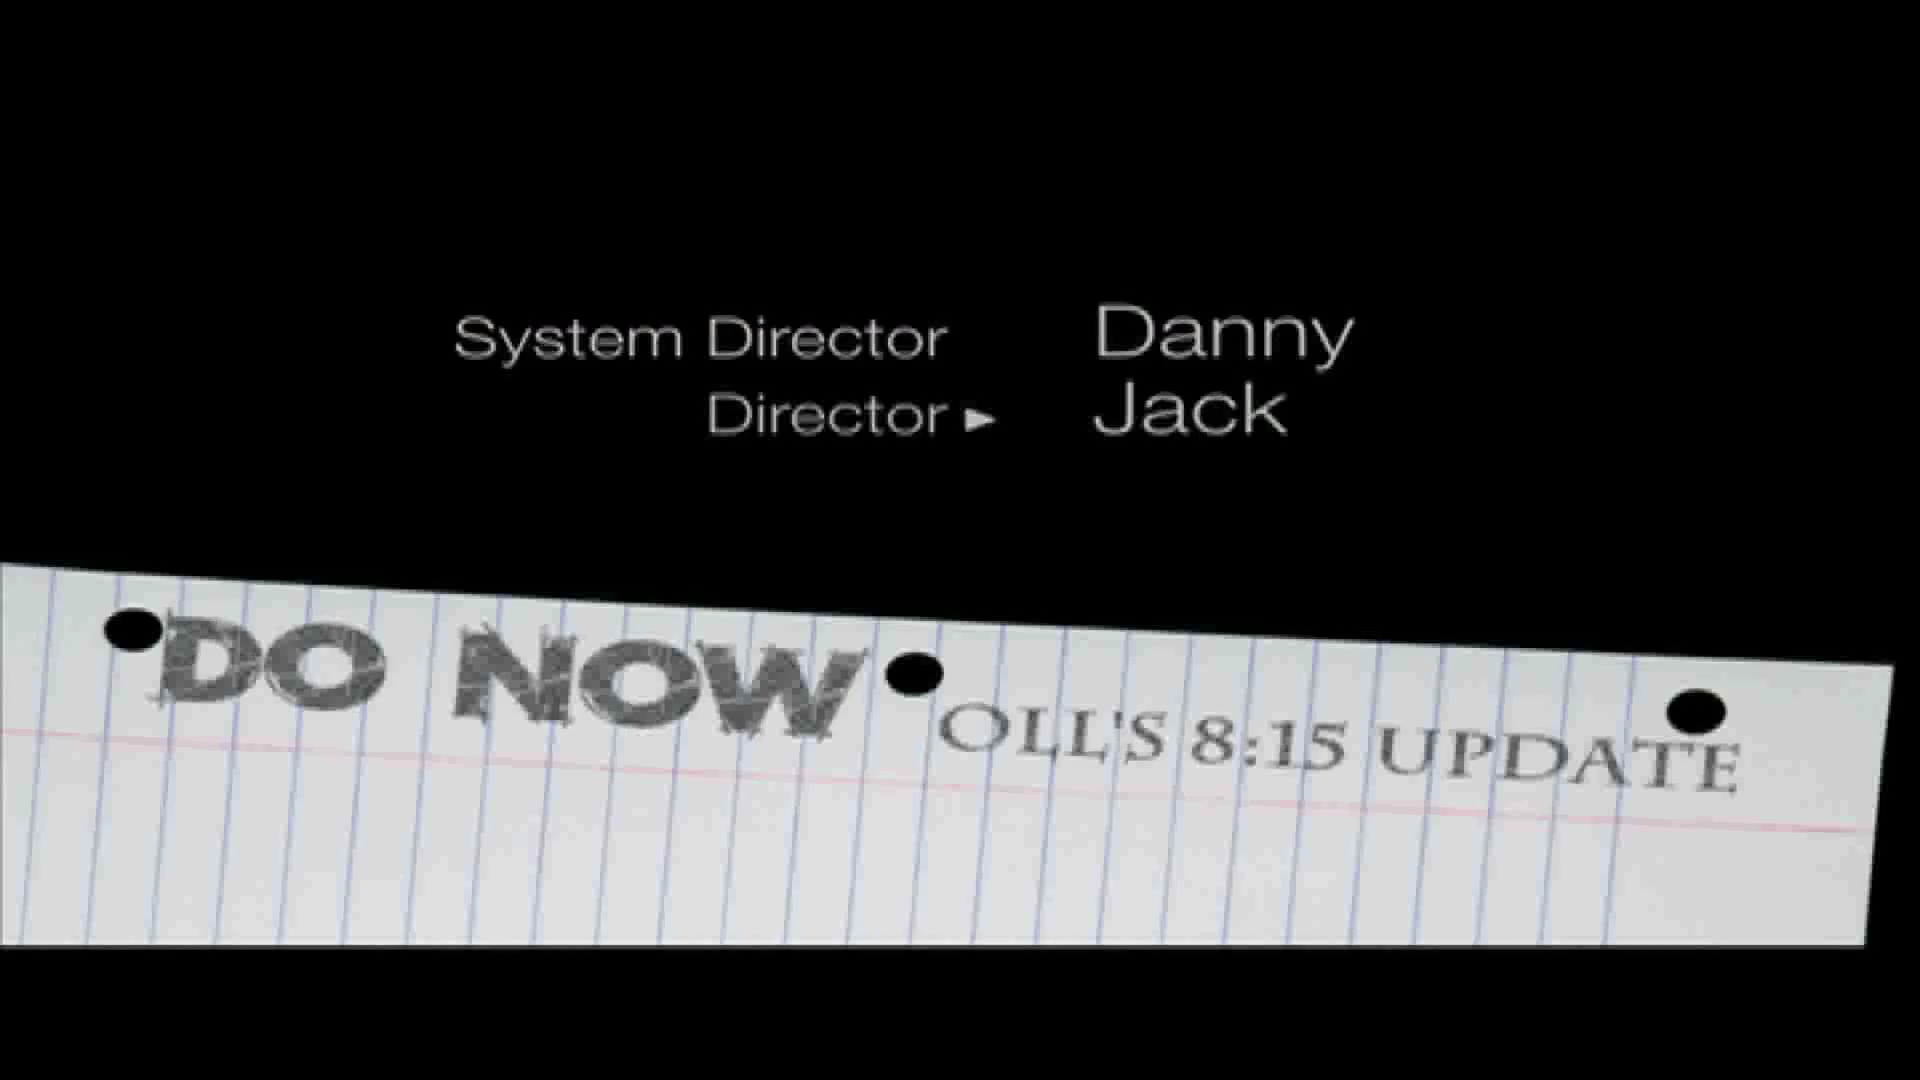 System Director Danny
Director ► Jack
DO NOW
OLL'S 8:15 UPDATE